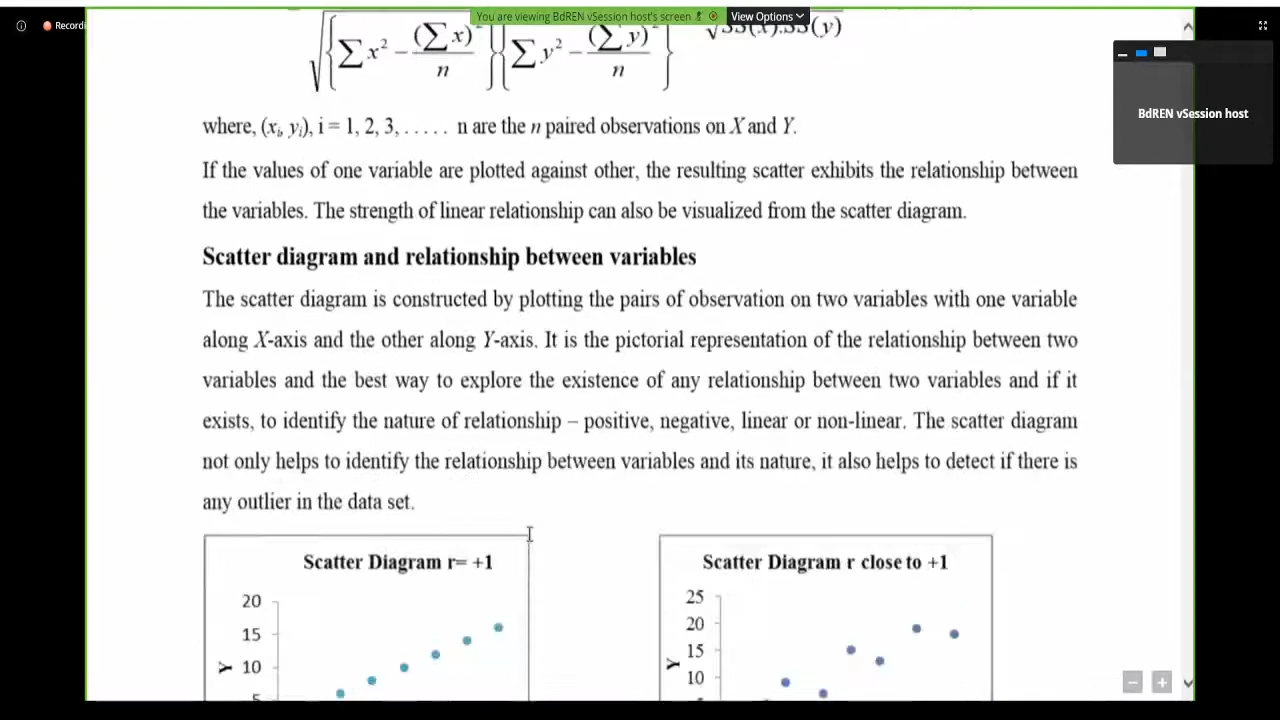 You are viewing BdREN vSession host's screen
View Options
Recordi
√SS(x).SS(y)
∑x² − (∑x)² / n
∑y² − (∑y)² / n
BdREN vSession host
where, (xᵢ, yᵢ), i = 1, 2, 3, . . . . . n are the n paired observations on X and Y.
If the values of one variable are plotted against other, the resulting scatter exhibits the relationship between
the variables. The strength of linear relationship can also be visualized from the scatter diagram.
Scatter diagram and relationship between variables
The scatter diagram is constructed by plotting the pairs of observation on two variables with one variable
along X-axis and the other along Y-axis. It is the pictorial representation of the relationship between two
variables and the best way to explore the existence of any relationship between two variables and if it
exists, to identify the nature of relationship – positive, negative, linear or non-linear. The scatter diagram
not only helps to identify the relationship between variables and its nature, it also helps to detect if there is
any outlier in the data set.
Scatter Diagram r= +1
20
15
10
5
Y
Scatter Diagram r close to +1
25
20
15
10
Y